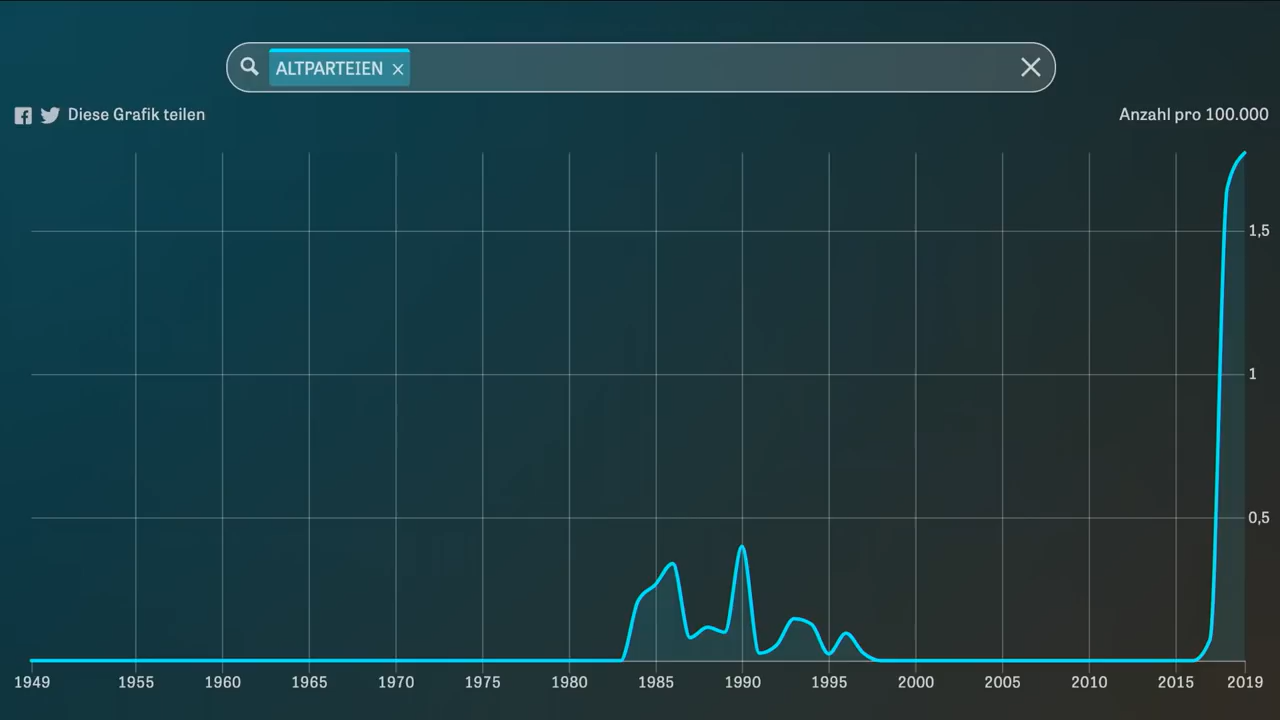 ALTPARTEIEN ×
Diese Grafik teilen
Anzahl pro 100.000
1,5
1
0,5
1949 1955 1960 1965 1970 1975 1980 1985 1990 1995 2000 2005 2010 2015 2019